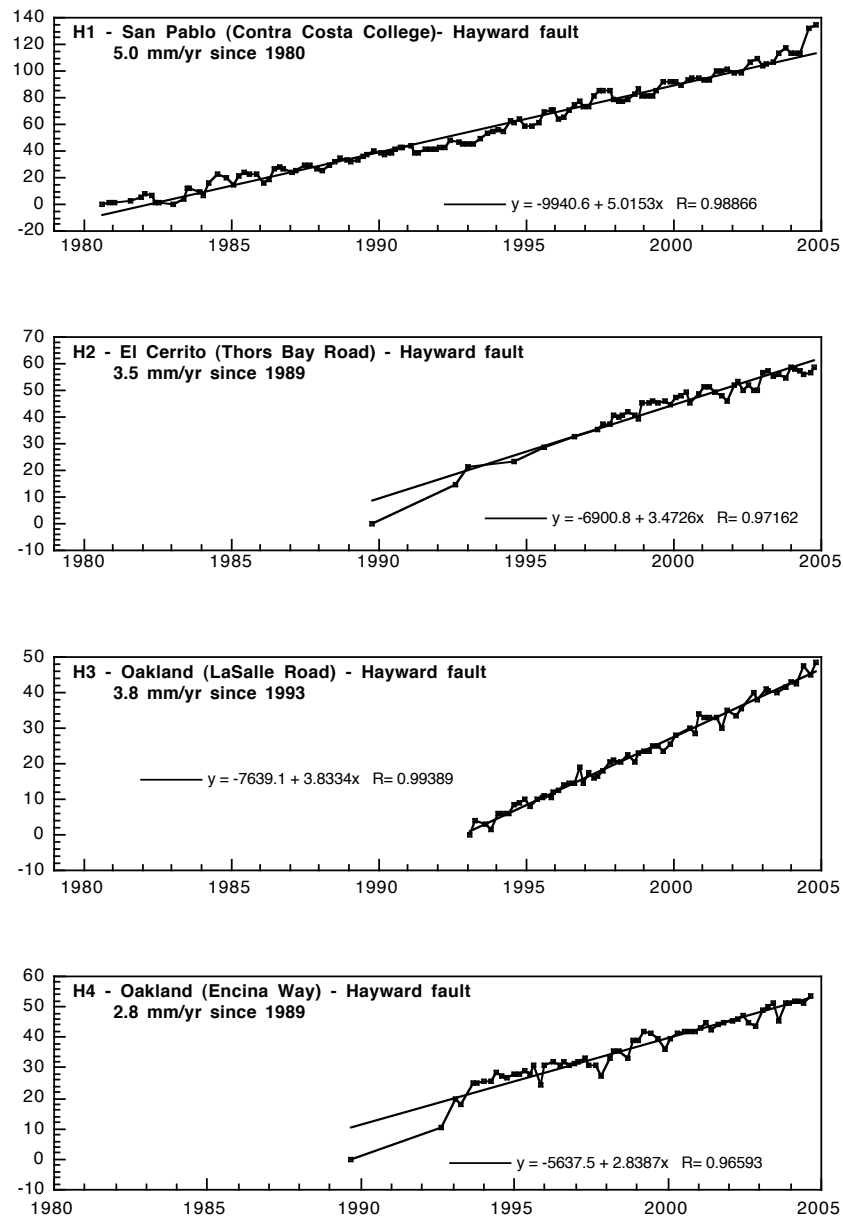 140
120
100
80
60
40
20
0
-20
H1 - San Pablo (Contra Costa College)- Hayward fault
5.0 mm/yr since 1980
y = -9940.6 + 5.0153x R= 0.98866
1980 1985 1990 1995 2000 2005
70
60
50
40
30
20
10
0
-10
H2 - El Cerrito (Thors Bay Road) - Hayward fault
3.5 mm/yr since 1989
y = -6900.8 + 3.4726x R= 0.97162
1980 1985 1990 1995 2000 2005
50
40
30
20
10
0
-10
H3 - Oakland (LaSalle Road) - Hayward fault
3.8 mm/yr since 1993
y = -7639.1 + 3.8334x R= 0.99389
1980 1985 1990 1995 2000 2005
60
50
40
30
20
10
0
-10
H4 - Oakland (Encina Way) - Hayward fault
2.8 mm/yr since 1989
y = -5637.5 + 2.8387x R= 0.96593
1980 1985 1990 1995 2000 2005